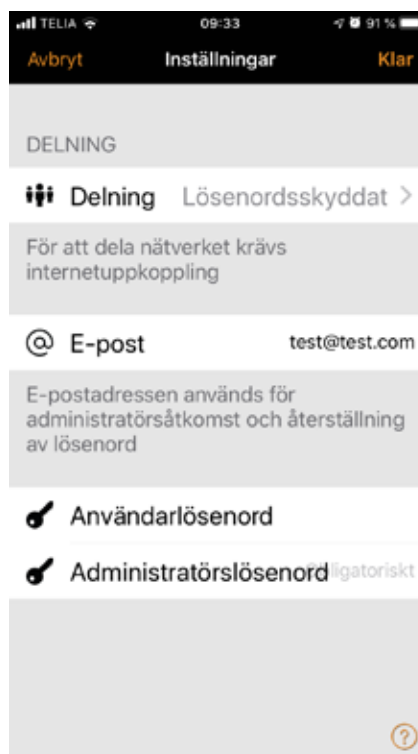 TELIA 09:33 91 %
Avbryt Inställningar Klar
DELNING
Delning Lösenordsskyddat
För att dela nätverket krävs
internetuppkoppling
E-post test@test.com
E-postadressen används för
administratörsåtkomst och återställning
av lösenord
Användarlösenord
Administratörslösenord
?